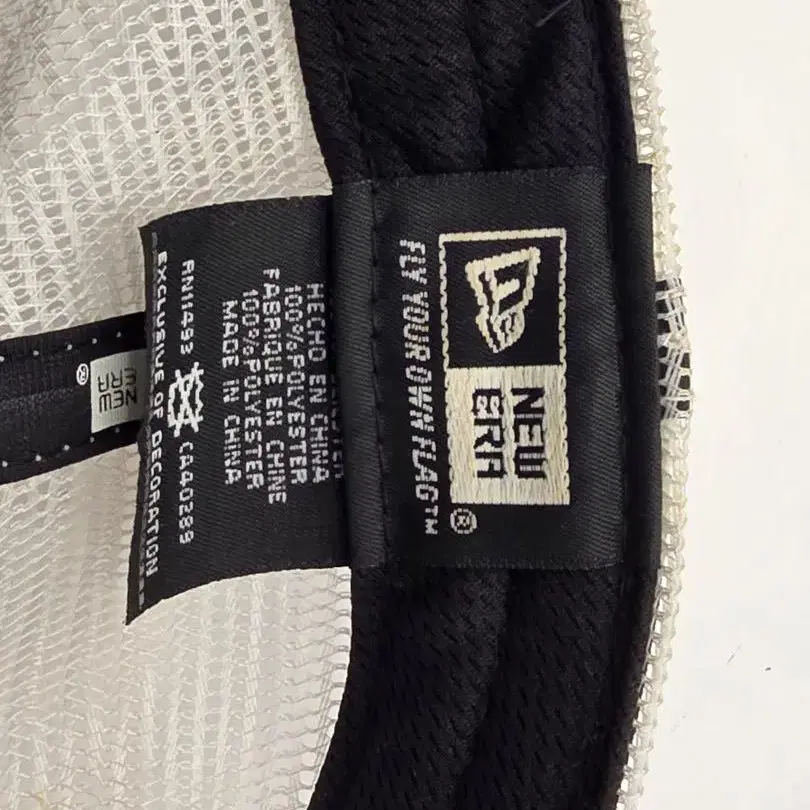 NEW
ERA
®
FLY YOUR OWN FLAG™
HECHO EN CHINA
100% POLYESTER
FABRIQUE EN CHINE
100% POLYESTER
MADE IN CHINA
RN11493 CA40289
EXCLUSIVE OF DECORATION
NEW
ERA
®